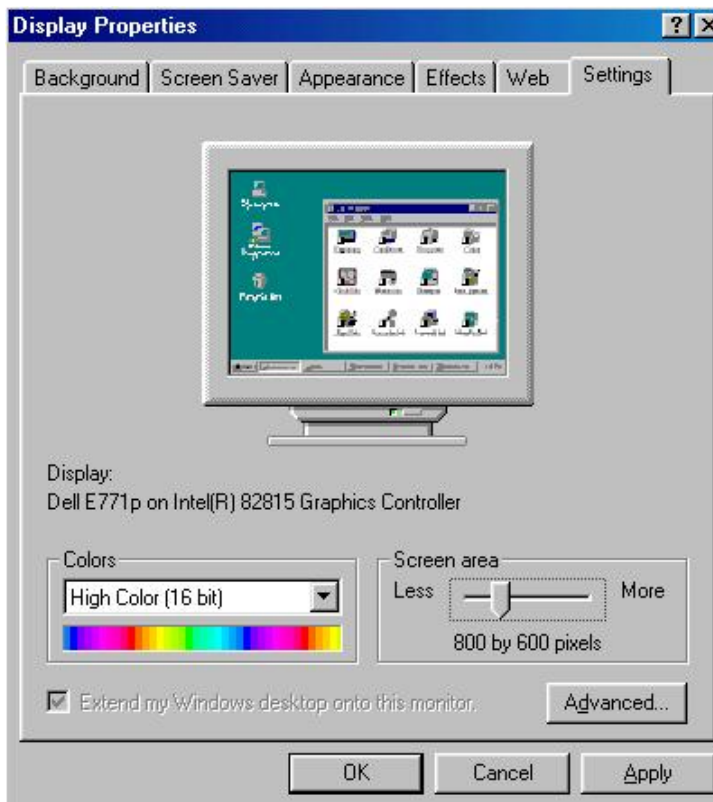 Display Properties
Background Screen Saver Appearance Effects Web Settings
Display:
Dell E771p on Intel(R) 82815 Graphics Controller
Colors
High Color (16 bit)
Screen area
Less More
800 by 600 pixels
Extend my Windows desktop onto this monitor.
Advanced...
OK Cancel Apply